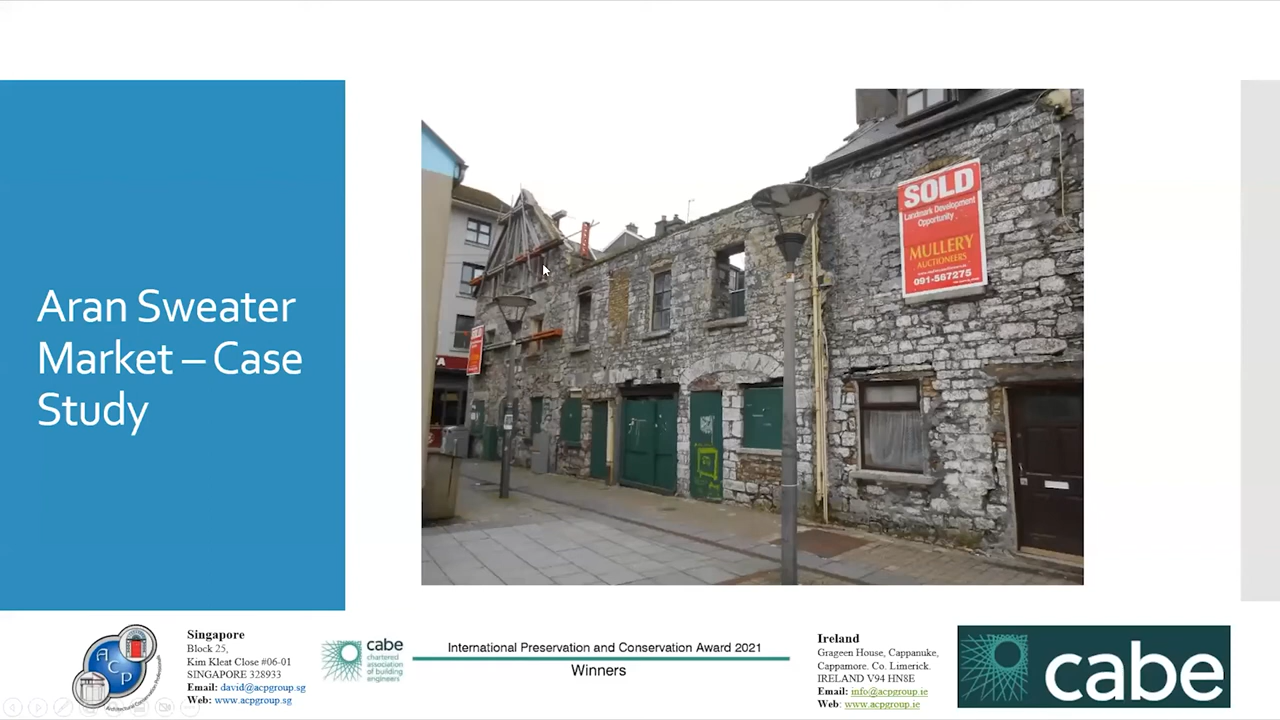 Aran Sweater
Market – Case
Study
SOLD
Landmark Development
Opportunity
MULLERY
AUCTIONEERS
091-567275
SOLD
A C P
Singapore
Block 25,
Kim Kleat Close #06-01
SINGAPORE 328933
Email: david@acpgroup.sg
Web: www.acpgroup.sg
cabe
chartered
association of
building
engineers
International Preservation and Conservation Award 2021
Winners
Ireland
Grageen House, Cappanuke,
Cappamore. Co. Limerick.
IRELAND V94 HN8E
Email: info@acpgroup.ie
Web: www.acpgroup.ie
cabe